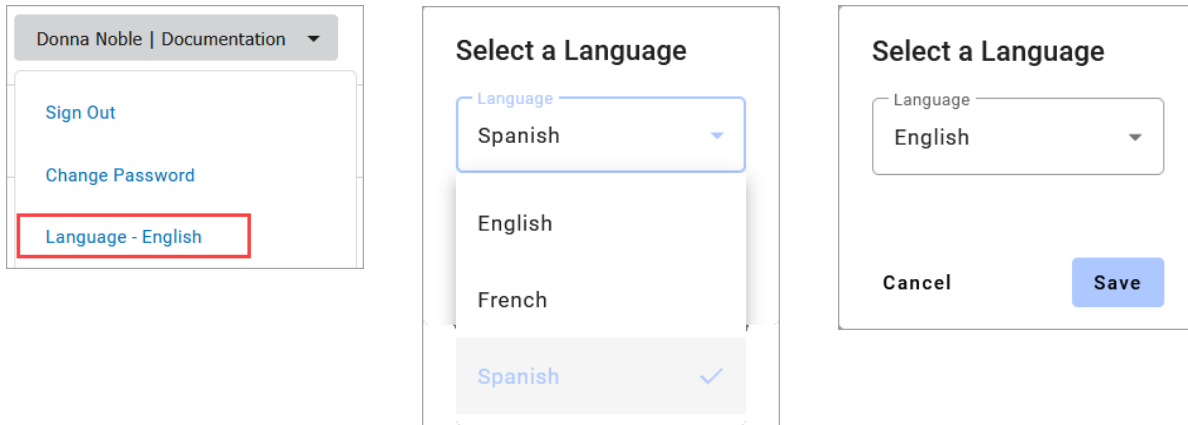 Donna Noble | Documentation
Sign Out
Change Password
Language - English
Select a Language
Language
Spanish
English
French
Spanish
Select a Language
Language
English
Cancel
Save